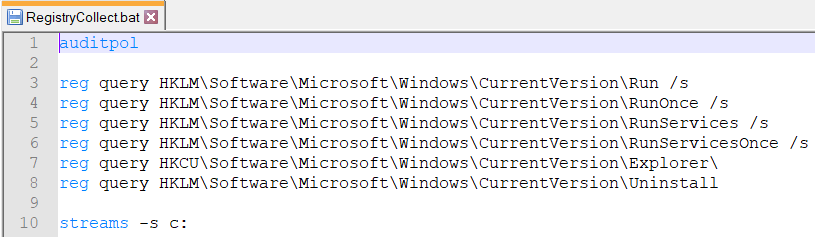 RegistryCollect.bat
1 auditpol
2
3 reg query HKLM\Software\Microsoft\Windows\CurrentVersion\Run /s
4 reg query HKLM\Software\Microsoft\Windows\CurrentVersion\RunOnce /s
5 reg query HKLM\Software\Microsoft\Windows\CurrentVersion\RunServices /s
6 reg query HKLM\Software\Microsoft\Windows\CurrentVersion\RunServicesOnce /s
7 reg query HKCU\Software\Microsoft\Windows\CurrentVersion\Explorer\
8 reg query HKLM\Software\Microsoft\Windows\CurrentVersion\Uninstall
9
10 streams -s c: